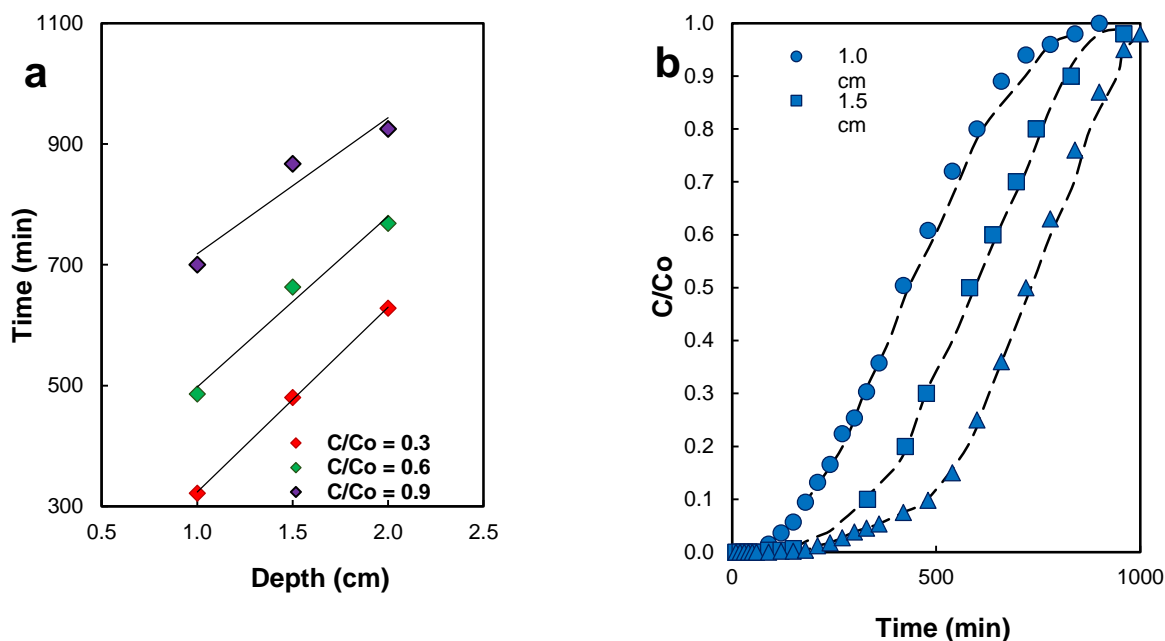 a
1100
900
700
500
300
Time (min)
0.5
1.0
1.5
2.0
2.5
Depth (cm)
C/Co = 0.3
C/Co = 0.6
C/Co = 0.9
b
1.0
0.9
0.8
0.7
0.6
0.5
0.4
0.3
0.2
0.1
0.0
C/Co
0
500
1000
Time (min)
1.0
cm
1.5
cm